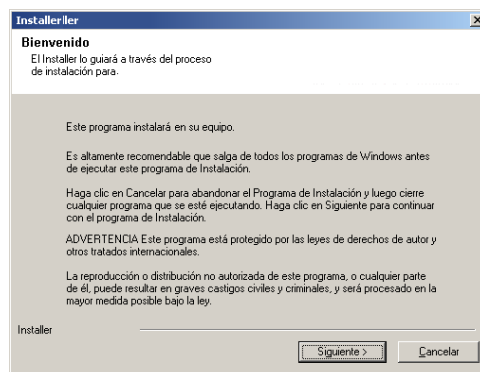 Installerller
Bienvenido
El Installer lo guiará a través del proceso
de instalación para.
Este programa instalará en su equipo.
Es altamente recomendable que salga de todos los programas de Windows antes
de ejecutar este programa de Instalación.
Haga clic en Cancelar para abandonar el Programa de Instalación y luego cierre
cualquier programa que se esté ejecutando. Haga clic en Siguiente para continuar
con el programa de Instalación.
ADVERTENCIA Este programa está protegido por las leyes de derechos de autor y
otros tratados internacionales.
La reproducción o distribución no autorizada de este programa, o cualquier parte
de él, puede resultar en graves castigos civiles y criminales, y será procesado en la
mayor medida posible bajo la ley.
Installer
Siguiente >
Cancelar